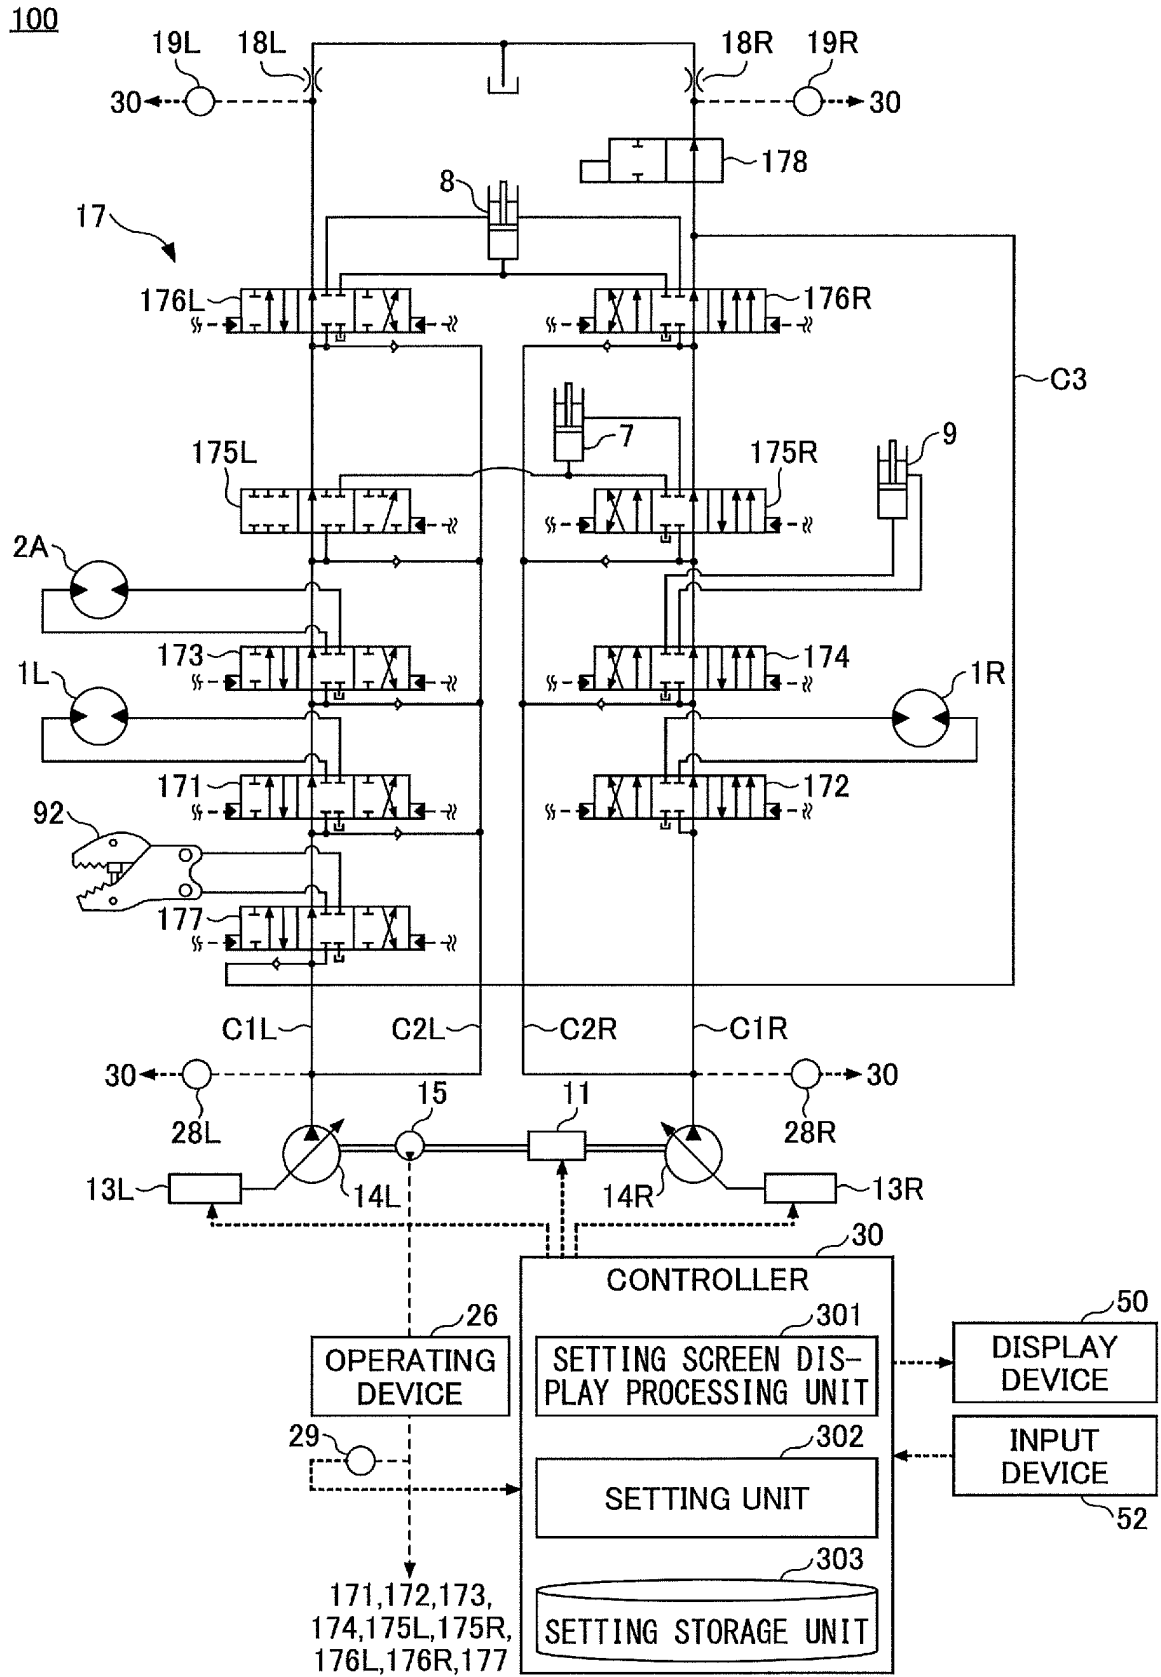 100
19L 18L 18R 19R
30 30
178
8
17
176L 176R
C3
7 9
175L 175R
2A
173 174
1L 1R
171 172
92
177
C1L C2L C2R C1R
30 15 11 30
28L 28R
13L 14L 14R 13R
30
CONTROLLER
26 301 50
OPERATING
DEVICE
SETTING SCREEN DIS-
PLAY PROCESSING UNIT
DISPLAY
DEVICE
29 302
SETTING UNIT
INPUT
DEVICE
52
303
SETTING STORAGE UNIT
171,172,173,
174,175L,175R,
176L,176R,177